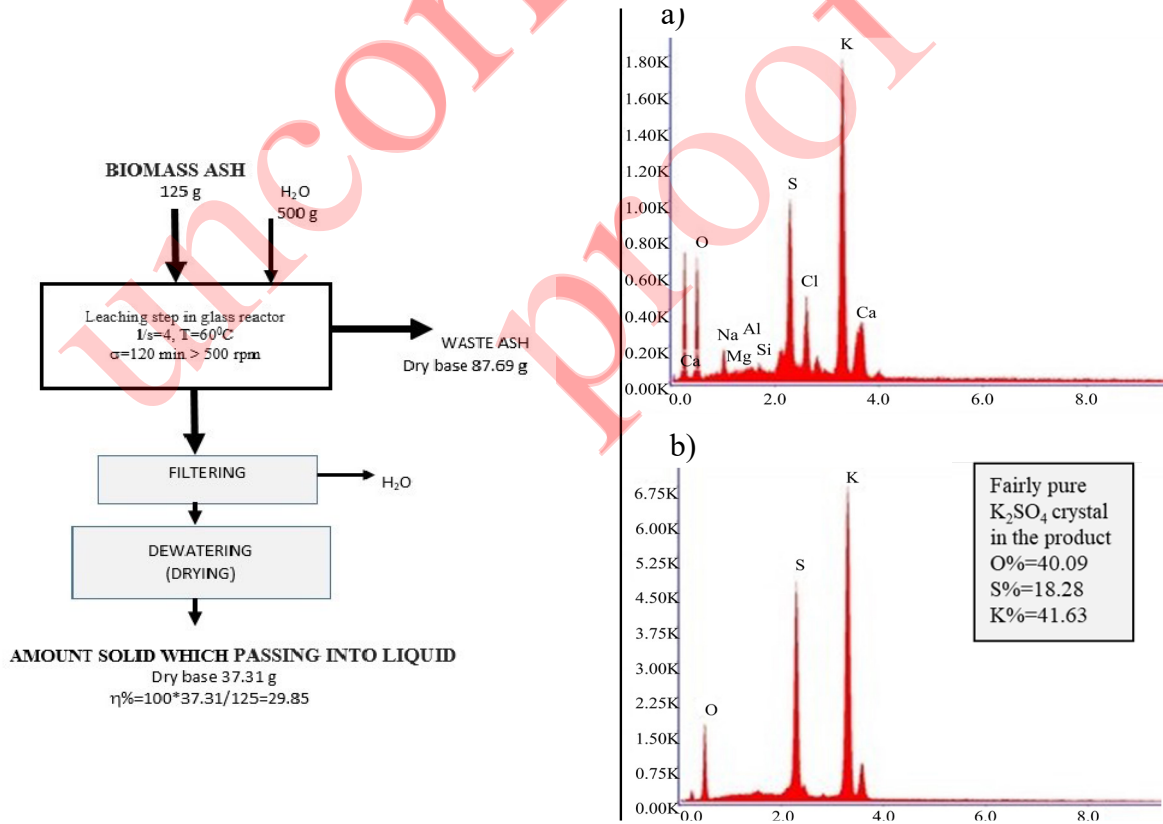 BIOMASS ASH
125 g
H₂O
500 g
Leaching step in glass reactor
l/s=4, T=60⁰C
σ=120 min > 500 rpm
WASTE ASH
Dry base 87.69 g
FILTERING
H₂O
DEWATERING
(DRYING)
AMOUNT SOLID WHICH PASSING INTO LIQUID
Dry base 37.31 g
η%=100*37.31/125=29.85
a)
1.80K
1.60K
1.40K
1.20K
1.00K
0.80K
0.60K
0.40K
0.20K
0.00K
Ca
O
Na
Mg
Al
Si
S
Cl
K
Ca
0.0 2.0 4.0 6.0 8.0
b)
6.75K
6.00K
5.25K
4.50K
3.75K
3.00K
2.25K
1.50K
0.75K
0.00K
O
S
K
0.0 2.0 4.0 6.0 8.0
Fairly pure
K₂SO₄ crystal
in the product
O%=40.09
S%=18.28
K%=41.63
uncor
proof